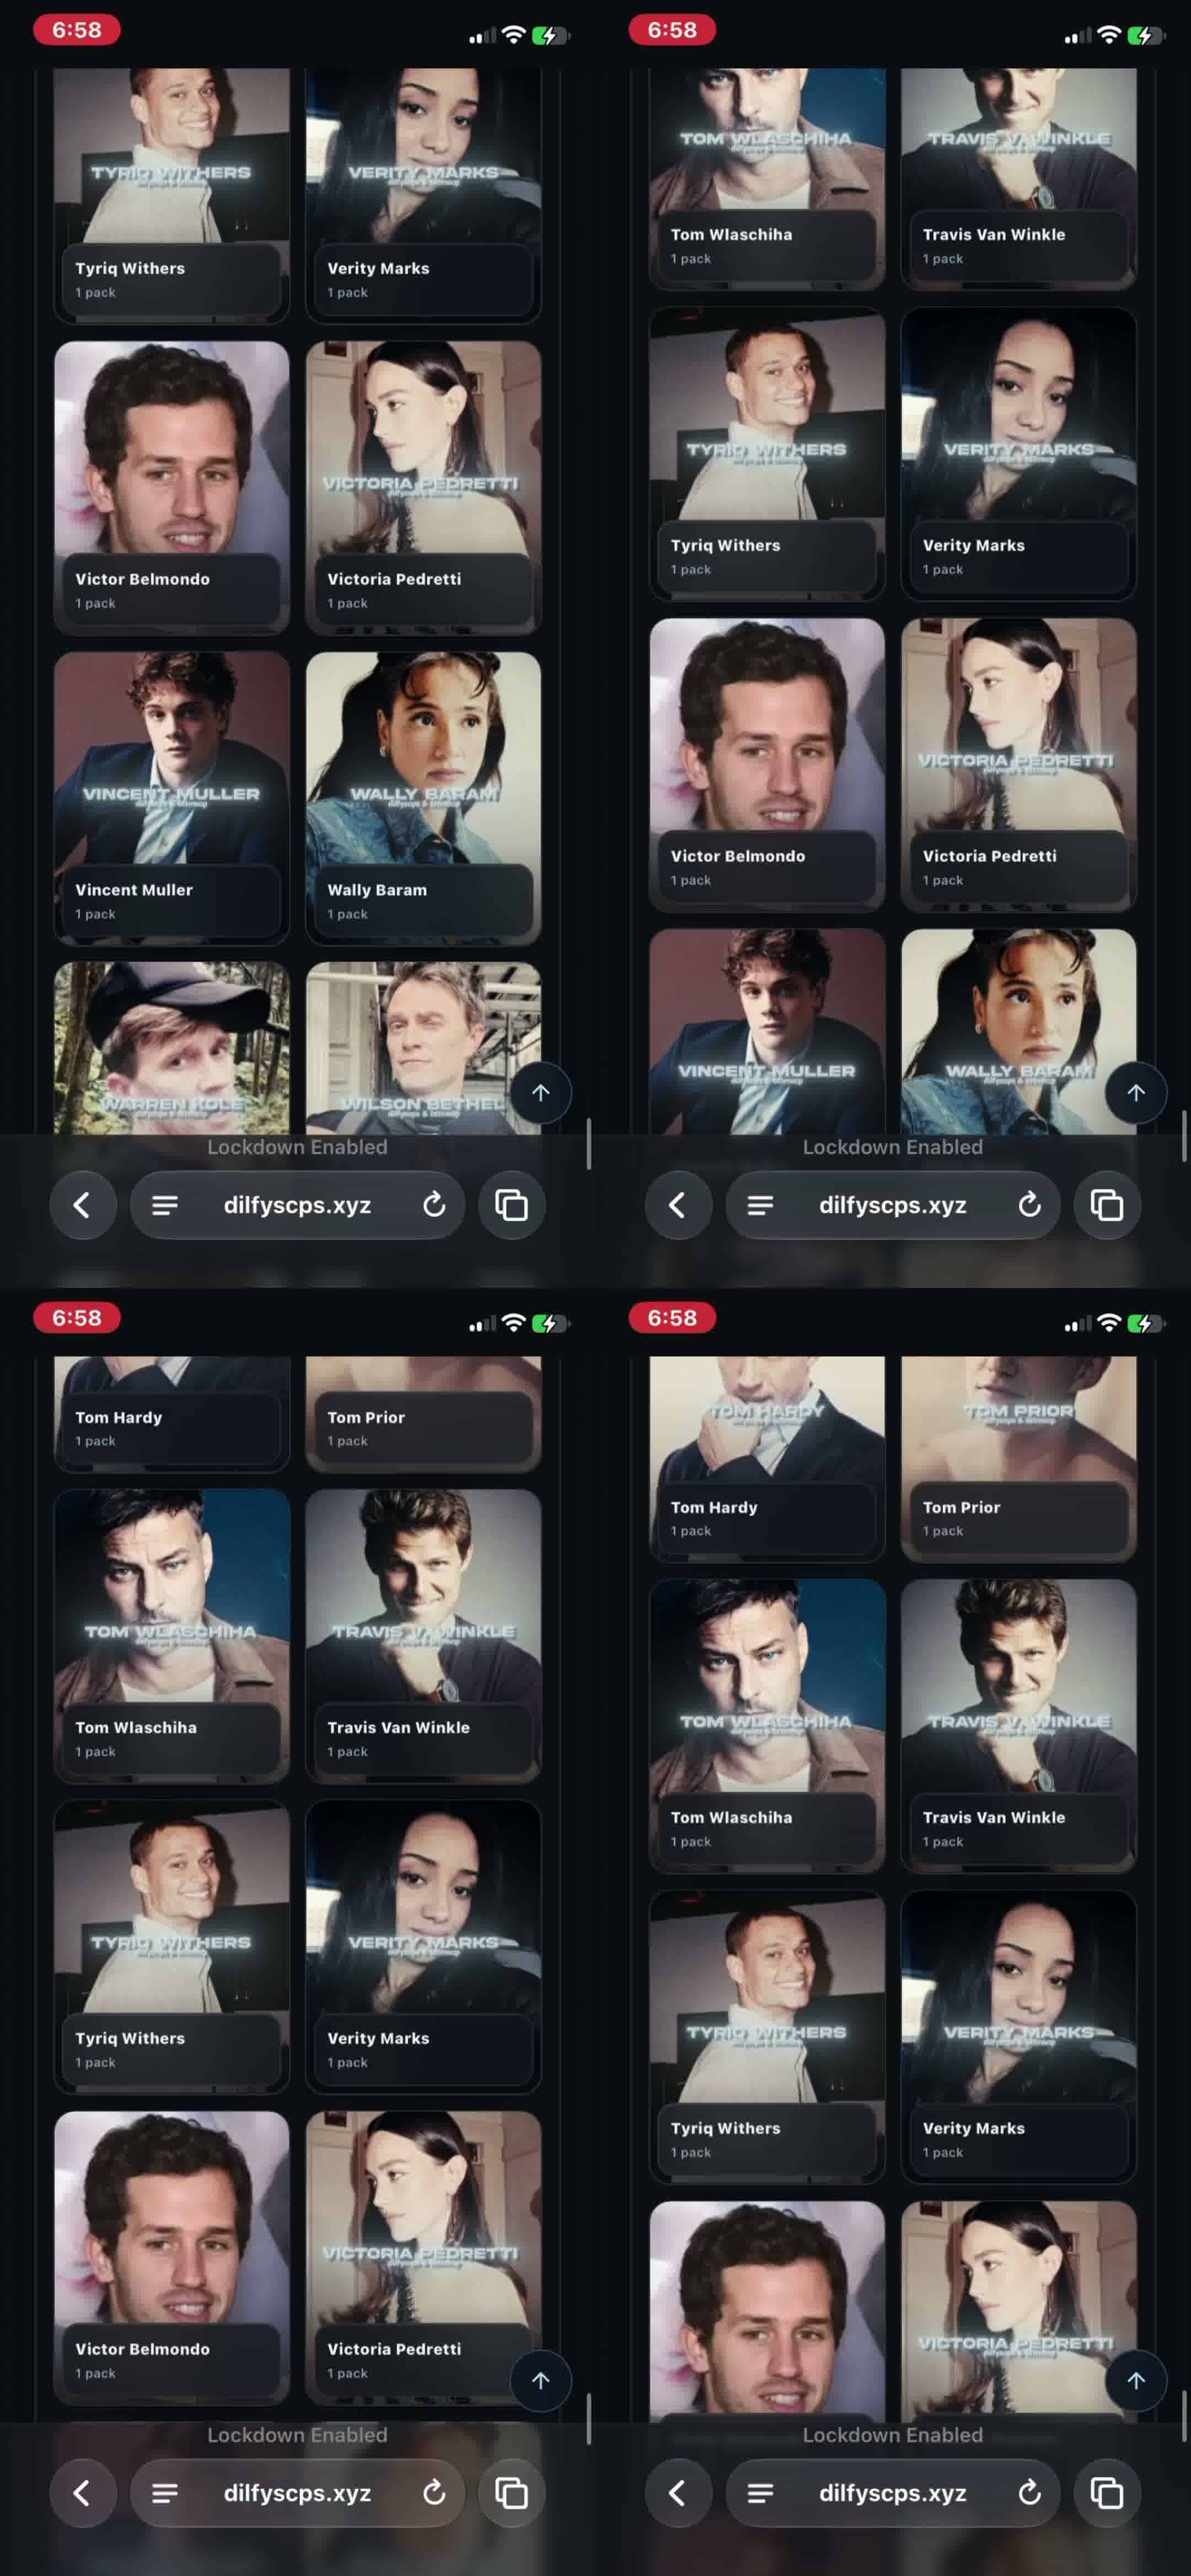 6:58
TYRIQ WITHERS
VERITY MARKS
Tyriq Withers
1 pack
Verity Marks
1 pack
VICTORIA PEDRETTI
Victor Belmondo
1 pack
Victoria Pedretti
1 pack
VINCENT MULLER
WALLY BARAM
Vincent Muller
1 pack
Wally Baram
1 pack
WARREN KOLE
WILSON BETHEL
Lockdown Enabled
dilfyscps.xyz
6:58
TOM WLASCHIHA
TRAVIS V. WINKLE
Tom Wlaschiha
1 pack
Travis Van Winkle
1 pack
TYRIQ WITHERS
VERITY MARKS
Tyriq Withers
1 pack
Verity Marks
1 pack
VICTORIA PEDRETTI
Victor Belmondo
1 pack
Victoria Pedretti
1 pack
VINCENT MULLER
WALLY BARAM
Lockdown Enabled
dilfyscps.xyz
6:58
Tom Hardy
1 pack
Tom Prior
1 pack
TOM WLASCHIHA
TRAVIS V. WINKLE
Tom Wlaschiha
1 pack
Travis Van Winkle
1 pack
TYRIQ WITHERS
VERITY MARKS
Tyriq Withers
1 pack
Verity Marks
1 pack
VICTORIA PEDRETTI
Victor Belmondo
1 pack
Victoria Pedretti
1 pack
Lockdown Enabled
dilfyscps.xyz
6:58
TOM HARDY
TOM PRIOR
Tom Hardy
1 pack
Tom Prior
1 pack
TOM WLASCHIHA
TRAVIS V. WINKLE
Tom Wlaschiha
1 pack
Travis Van Winkle
1 pack
TYRIQ WITHERS
VERITY MARKS
Tyriq Withers
1 pack
Verity Marks
1 pack
VICTORIA PEDRETTI
Lockdown Enabled
dilfyscps.xyz